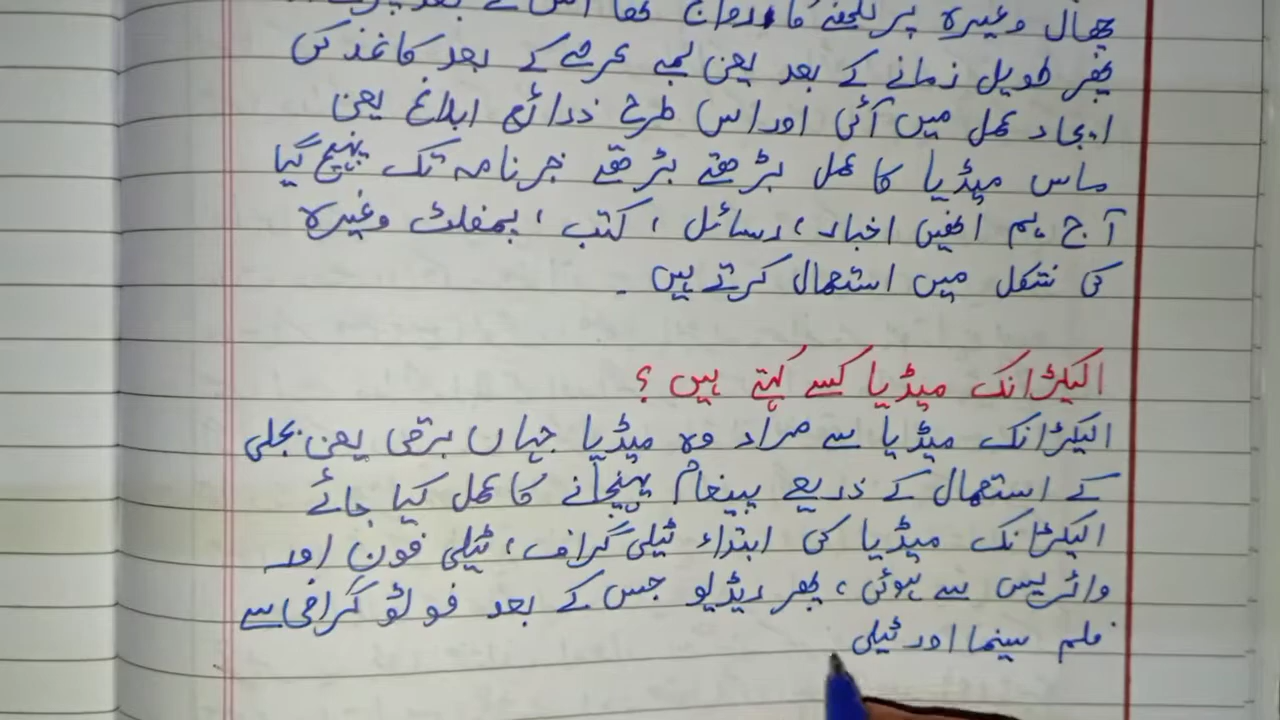 چھال وغیرہ پر لکھنے کا رواج تھا اس کے بعد
پھر طویل زمانے کے بعد یعنی لمبے عرصے کے بعد کاغذ کی
ایجاد عمل میں آئی اور اس طرح ذرائع ابلاغ یعنی
ماس میڈیا کا عمل بڑھتے بڑھتے خبرنامہ تک پہنچ گیا
آج ہم انھیں اخبار، رسائل، کتب، پمفلٹ وغیرہ
کی شکل میں استعمال کرتے ہیں۔
الیکٹرانک میڈیا کسے کہتے ہیں؟
الیکٹرانک میڈیا سے مراد وہ میڈیا جہاں برقی یعنی بجلی
کے استعمال کے ذریعے پیغام پہنچانے کا عمل کیا جائے
الیکٹرانک میڈیا کی ابتداء ٹیلی گراف، ٹیلی فون اور
وائرلیس سے ہوئی، پھر ریڈیو جس کے بعد فوٹو گرافی سے
فلم سینما اور ٹیلی